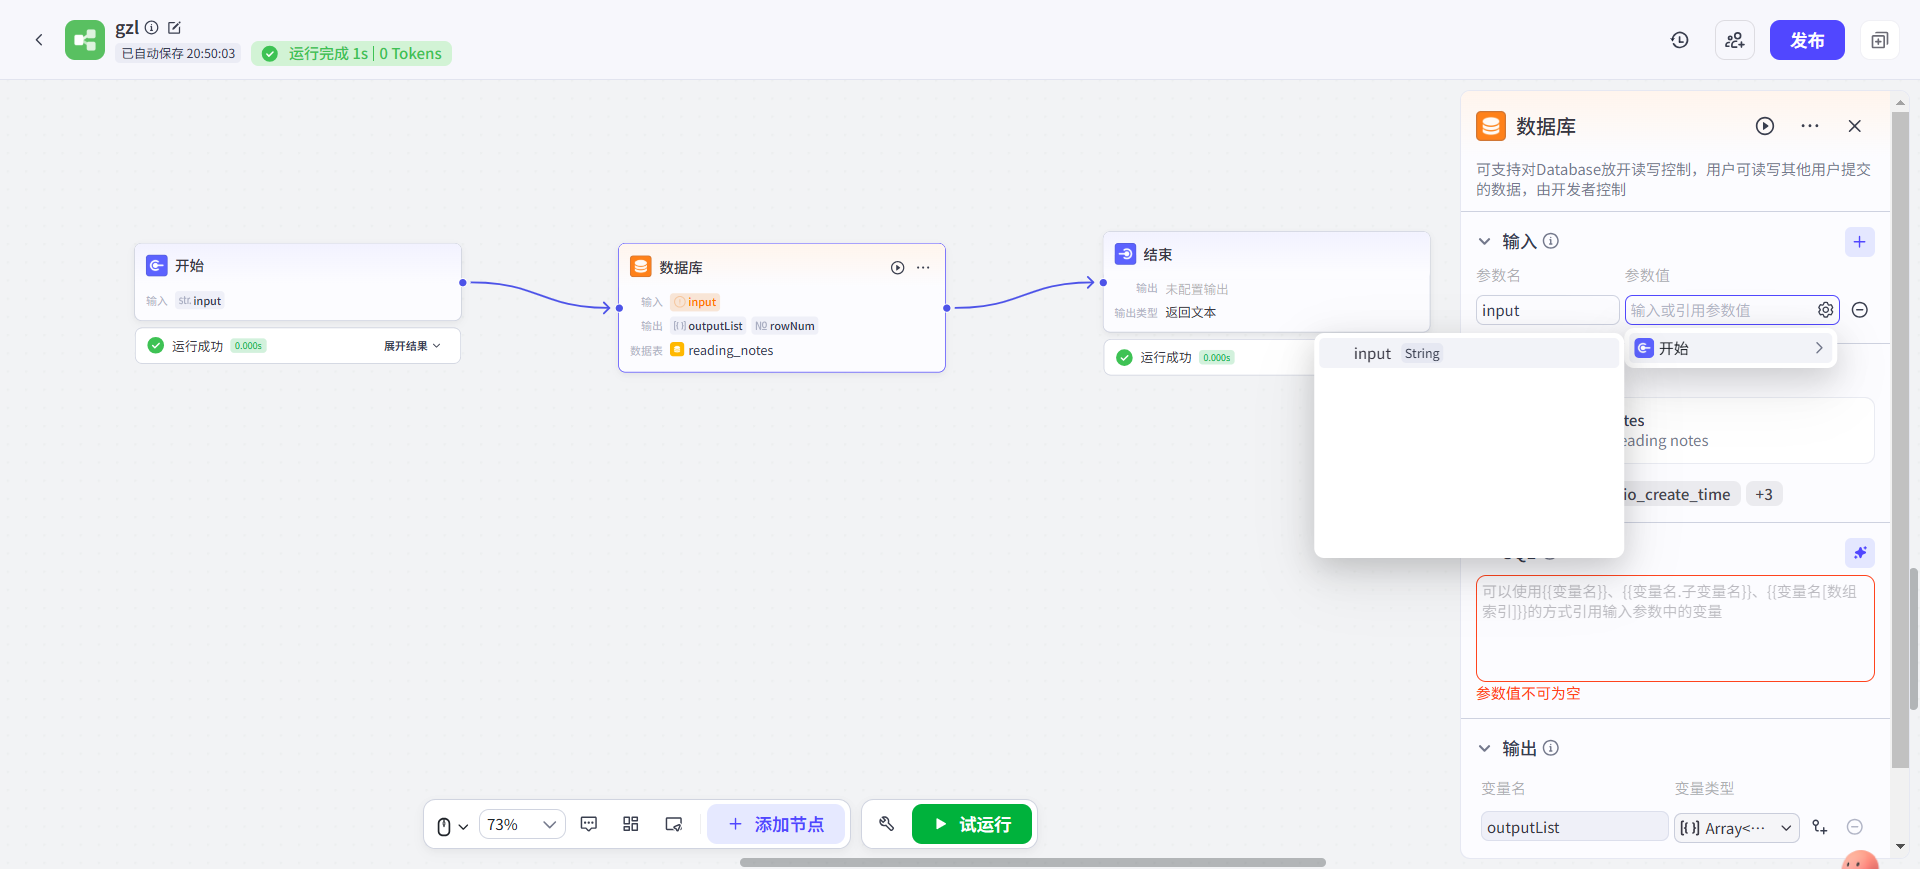 gzl
已自动保存 20:50:03
运行完成 1s | 0 Tokens
发布
开始
输入 str. input
运行成功 0.000s 展开结果
数据库
输入 input
输出 [()] outputList № rowNum
数据表 reading_notes
结束
输出 未配置输出
输出类型 返回文本
运行成功 0.000s
input String
开始
数据库
可支持对Database放开读写控制，用户可读写其他用户提交
的数据，由开发者控制
输入
参数名 参数值
input 输入或引用参数值
tes
eading notes
io_create_time +3
可以使用{{变量名}}、{{变量名.子变量名}}、{{变量名[数组
索引]}}的方式引用输入参数中的变量
参数值不可为空
输出
变量名 变量类型
outputList [()] Array<···
73%
添加节点
试运行